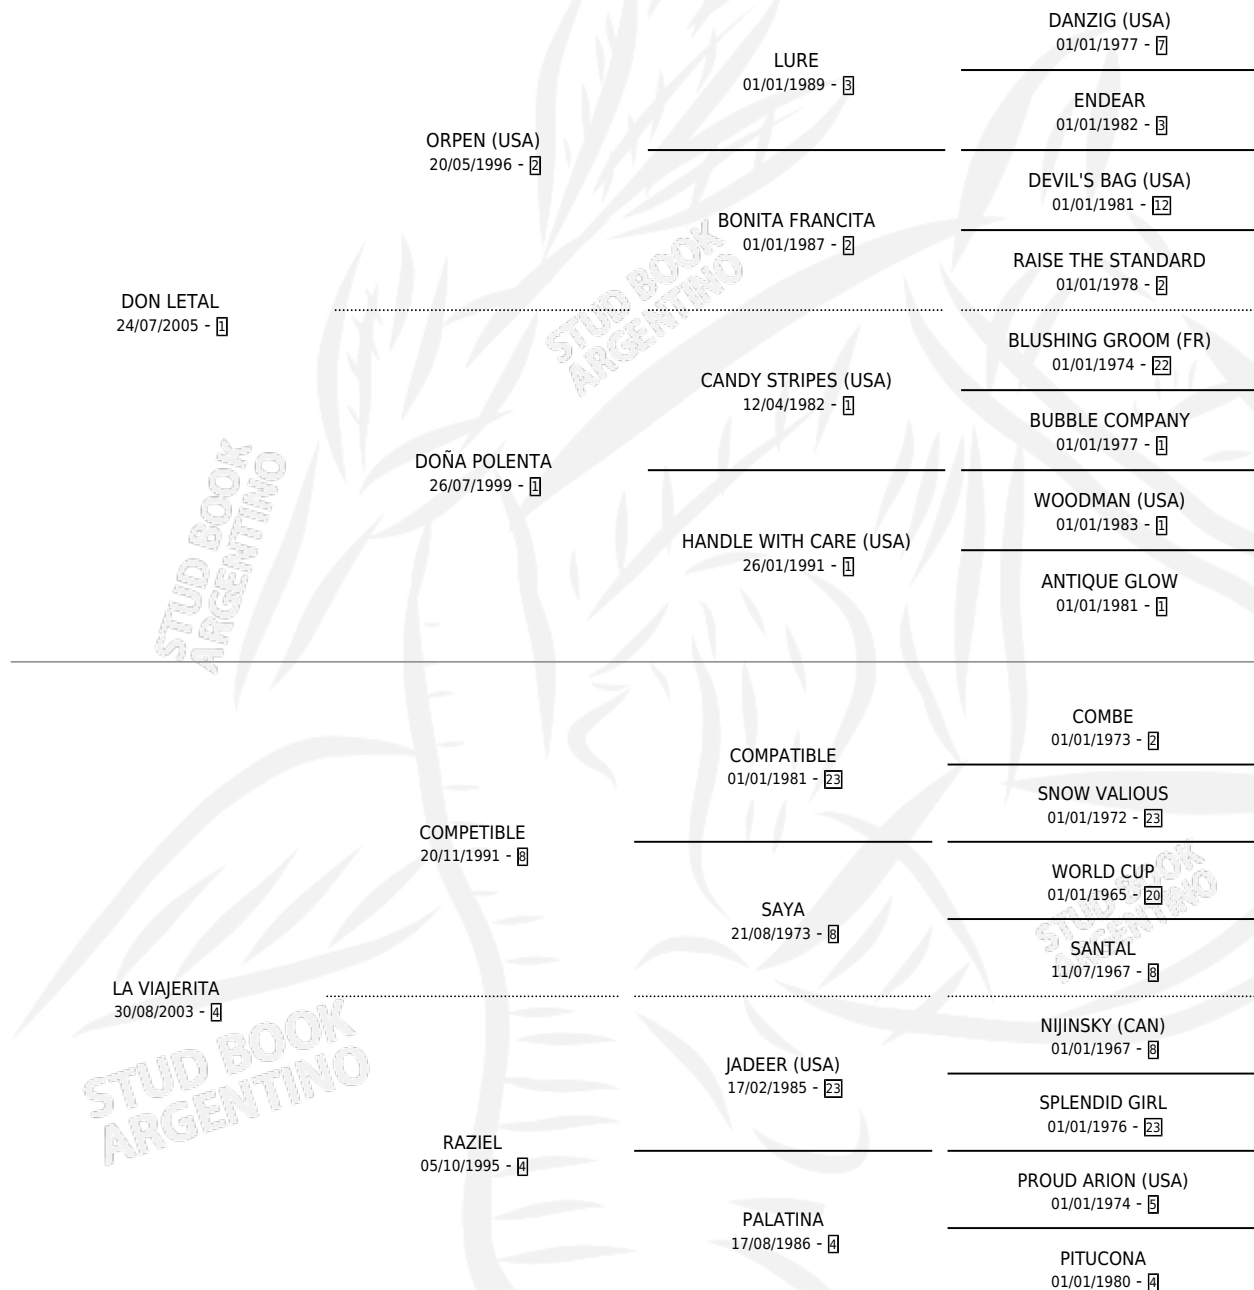 DANZIG (USA)
01/01/1977 - 7
LURE
01/01/1989 - 3
ENDEAR
01/01/1982 - 3
ORPEN (USA)
20/05/1996 - 2
DEVIL'S BAG (USA)
01/01/1981 - 12
BONITA FRANCITA
01/01/1987 - 2
RAISE THE STANDARD
01/01/1978 - 2
DON LETAL
24/07/2005 - 1
BLUSHING GROOM (FR)
01/01/1974 - 22
CANDY STRIPES (USA)
12/04/1982 - 1
BUBBLE COMPANY
01/01/1977 - 1
DOÑA POLENTA
26/07/1999 - 1
WOODMAN (USA)
01/01/1983 - 1
HANDLE WITH CARE (USA)
26/01/1991 - 1
ANTIQUE GLOW
01/01/1981 - 1
COMBE
01/01/1973 - 2
COMPATIBLE
01/01/1981 - 23
SNOW VALIOUS
01/01/1972 - 23
COMPETIBLE
20/11/1991 - 8
WORLD CUP
01/01/1965 - 20
SAYA
21/08/1973 - 8
SANTAL
11/07/1967 - 8
LA VIAJERITA
30/08/2003 - 4
NIJINSKY (CAN)
01/01/1967 - 8
JADEER (USA)
17/02/1985 - 23
SPLENDID GIRL
01/01/1976 - 23
RAZIEL
05/10/1995 - 4
PROUD ARION (USA)
01/01/1974 - 5
PALATINA
17/08/1986 - 4
PITUCONA
01/01/1980 - 4
STUD BOOK
ARGENTINO
STUD BOOK
ARGENTINO
STUD BOOK
ARGENTINO
STUD BOOK
ARGENTINO